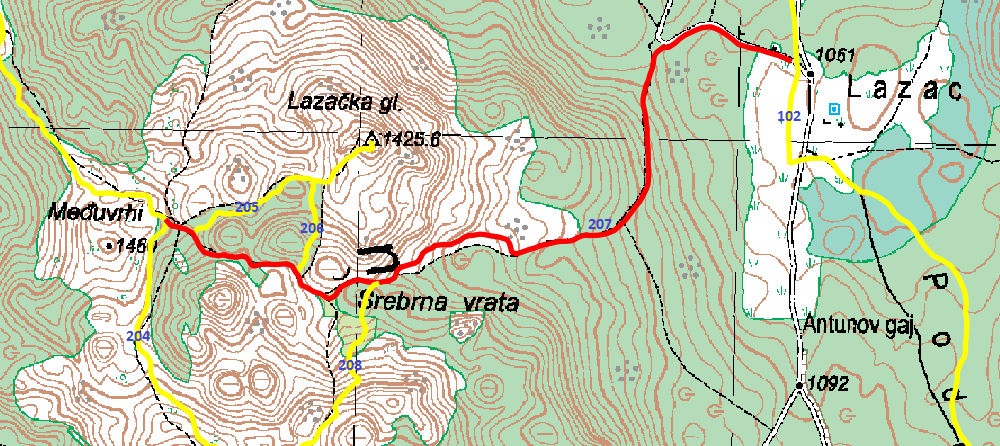 1061
Lazac
102
Lazačka gl.
1425.6
205
Međuvrhi
206
207
146
Srebrna vrata
204
208
Antunov gaj
1092
P
o
d